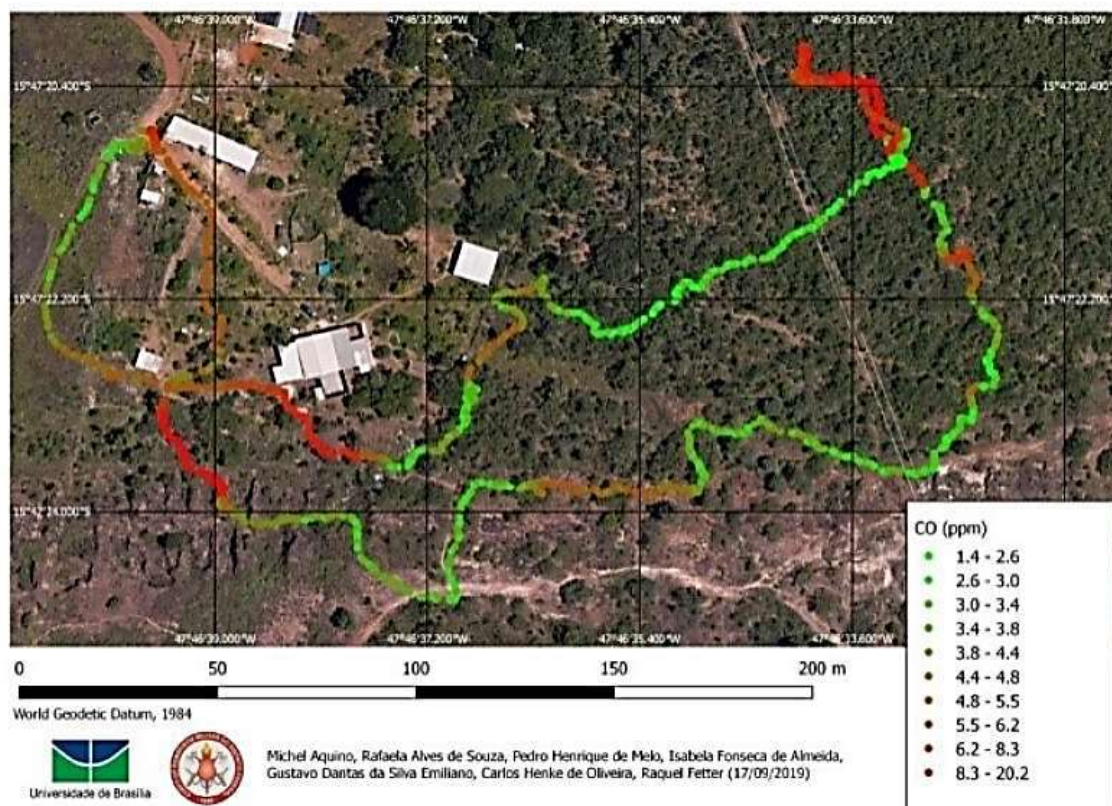 47°46'39.000"W 47°46'37.200"W 47°46'35.400"W 47°46'33.600"W 47°46'31.800"W
15°47'20.400"S 15°47'20.400"S
15°47'22.200"S 15°47'22.200"S
15°47'24.000"S
47°46'39.000"W 47°46'37.200"W 47°46'35.400"W 47°46'33.600"W
CO (ppm)
1.4 - 2.6
2.6 - 3.0
3.0 - 3.4
3.4 - 3.8
3.8 - 4.4
4.4 - 4.8
4.8 - 5.5
5.5 - 6.2
6.2 - 8.3
8.3 - 20.2
0 50 100 150 200 m
World Geodetic Datum, 1984
Michel Aquino, Rafaela Alves de Souza, Pedro Henrique de Melo, Isabela Fonseca de Almeida,
Gustavo Dantas da Silva Emiliano, Carlos Henke de Oliveira, Raquel Fetter (17/09/2019)
Universidade de Brasília